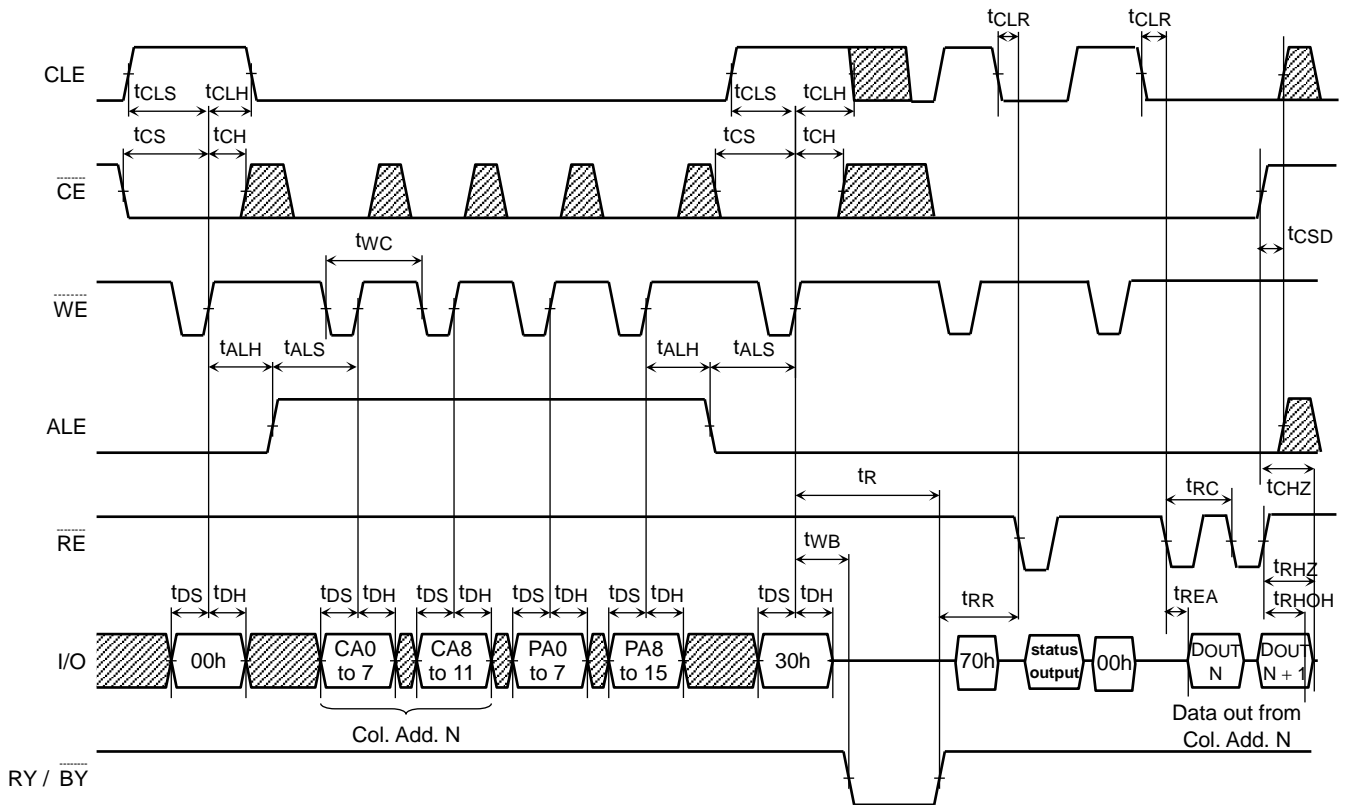 tCLR tCLR
CLE
tCLS tCLH tCLS tCLH
tCS tCH tCS tCH
CE
tCSD
tWC
WE
tALH tALS tALH tALS
ALE
tR
tRC tCHZ
RE
tWB
tRHZ
tDS tDH tDS tDH tDS tDH tDS tDH tDS tDH tDS tDH tRR tREA tRHOH
I/O
00h
CA0 to 7
CA8 to 11
PA0 to 7
PA8 to 15
30h
70h
status output
00h
DOUT N
DOUT N + 1
Col. Add. N
Data out from
Col. Add. N
RY / BY